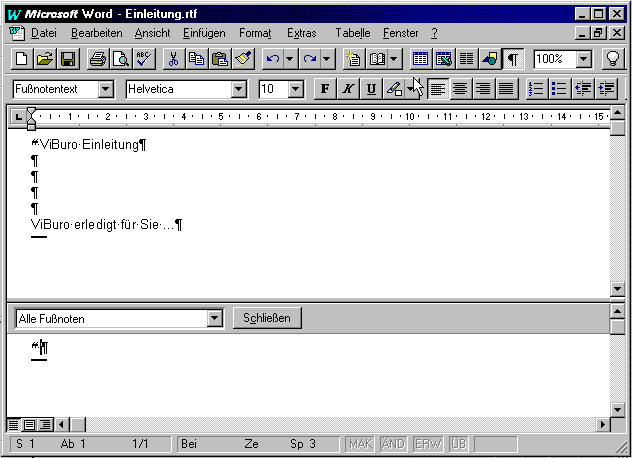 Microsoft Word - Einleitung.rtf
Datei Bearbeiten Ansicht Einfügen Format Extras Tabelle Fenster ?
ABC 100%
Fußnotentext Helvetica 10 F K U
L 1 2 3 4 5 6 7 8 9 10 11 12 13 14 15
#ViBuro·Einleitung¶
¶
¶
¶
¶
ViBuro·erledigt·für·Sie·...¶
Alle Fußnoten Schließen
#¶
S 1 Ab 1 1/1 Bei Ze Sp 3 MAK ÄND ERW ÜB